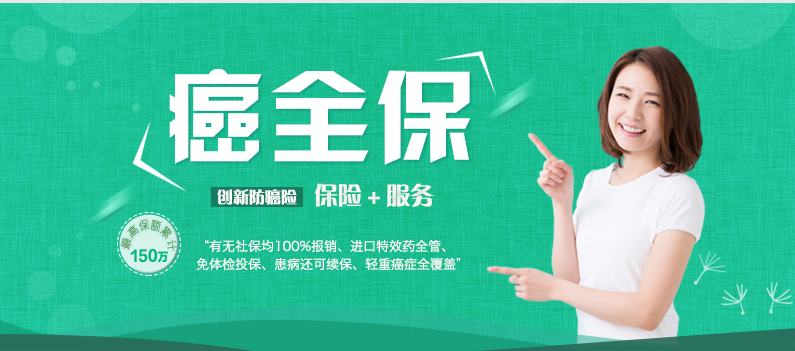 癌全保
创新防癌险 保险+服务
最高保额累计
150万
“有无社保均100%报销、进口特效药全管、
免体检投保、患病还可续保、轻重癌症全覆盖”